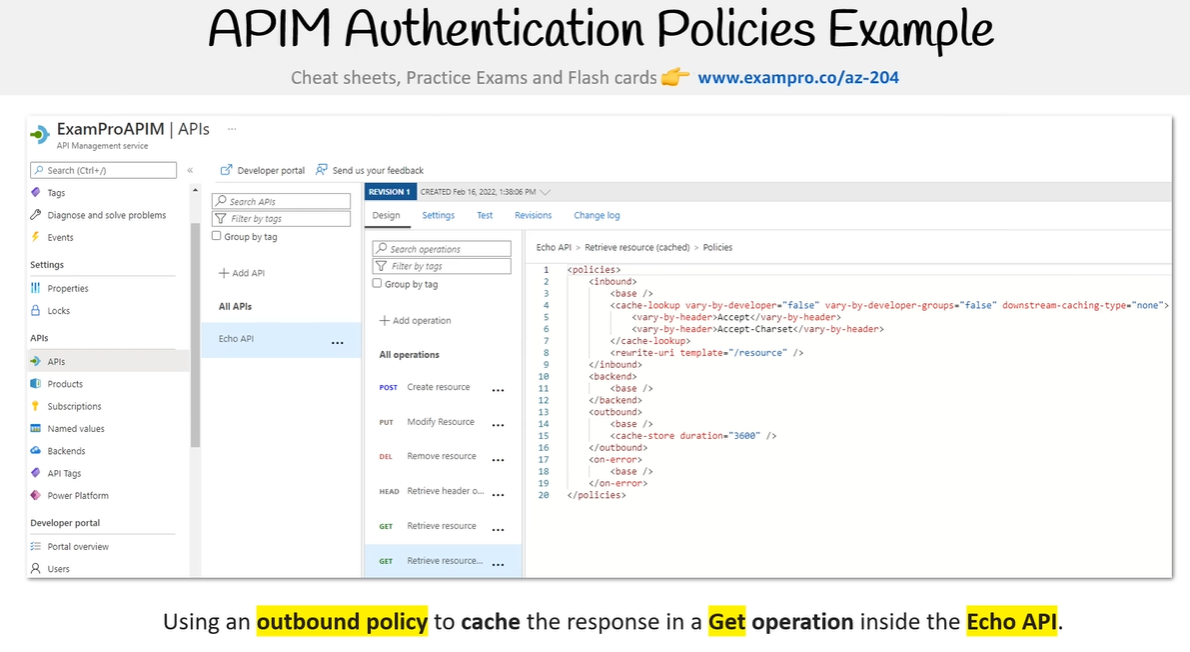 APIM Authentication Policies Example
Cheat sheets, Practice Exams and Flash cards 👉 www.exampro.co/az-204
ExamProAPIM | APIs ...
API Management service
Search (Ctrl+/)
«
Tags
Diagnose and solve problems
Events
Settings
Properties
Locks
APIs
APIs
Products
Subscriptions
Named values
Backends
API Tags
Power Platform
Developer portal
Portal overview
Users
Developer portal
Send us your feedback
Search APIs
Filter by tags
Group by tag
+ Add API
All APIs
Echo API ...
REVISION 1 CREATED Feb 16, 2022, 1:38:06 PM
Design Settings Test Revisions Change log
Search operations
Filter by tags
Group by tag
+ Add operation
All operations
POST Create resource ...
PUT Modify Resource ...
DEL Remove resource ...
HEAD Retrieve header o... ...
GET Retrieve resource ...
GET Retrieve resource... ...
Echo API > Retrieve resource (cached) > Policies
1 <policies>
2 <inbound>
3 <base />
4 <cache-lookup vary-by-developer="false" vary-by-developer-groups="false" downstream-caching-type="none">
5 <vary-by-header>Accept</vary-by-header>
6 <vary-by-header>Accept-Charset</vary-by-header>
7 </cache-lookup>
8 <rewrite-uri template="/resource" />
9 </inbound>
10 <backend>
11 <base />
12 </backend>
13 <outbound>
14 <base />
15 <cache-store duration="3600" />
16 </outbound>
17 <on-error>
18 <base />
19 </on-error>
20 </policies>
Using an outbound policy to cache the response in a Get operation inside the Echo API.